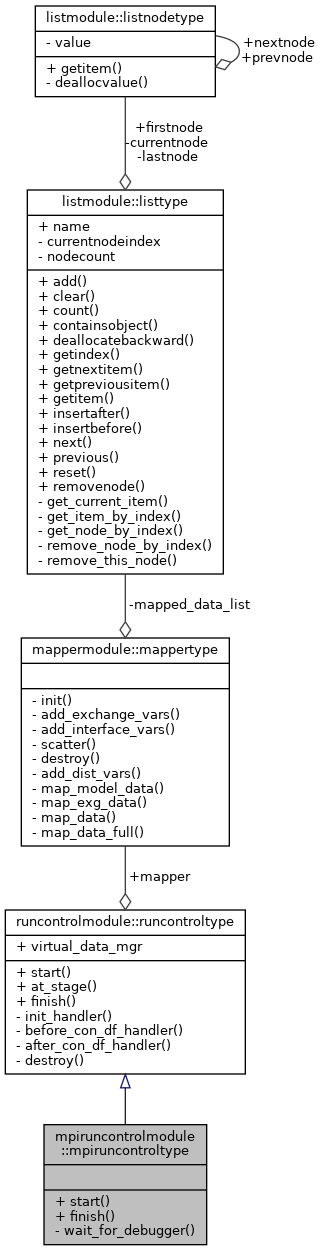 listmodule::listnodetype
- value
+ getitem()
- deallocvalue()
+nextnode
+prevnode
+firstnode
-currentnode
-lastnode
listmodule::listtype
+ name
- currentnodeindex
- nodecount
+ add()
+ clear()
+ count()
+ containsobject()
+ deallocatebackward()
+ getindex()
+ getnextitem()
+ getpreviousitem()
+ getitem()
+ insertafter()
+ insertbefore()
+ next()
+ previous()
+ reset()
+ removenode()
- get_current_item()
- get_item_by_index()
- get_node_by_index()
- remove_node_by_index()
- remove_this_node()
-mapped_data_list
mappermodule::mappertype
- init()
- add_exchange_vars()
- add_interface_vars()
- scatter()
- destroy()
- add_dist_vars()
- map_model_data()
- map_exg_data()
- map_data()
- map_data_full()
+mapper
runcontrolmodule::runcontroltype
+ virtual_data_mgr
+ start()
+ at_stage()
+ finish()
- init_handler()
- before_con_df_handler()
- after_con_df_handler()
- destroy()
mpiruncontrolmodule
::mpiruncontroltype
+ start()
+ finish()
- wait_for_debugger()